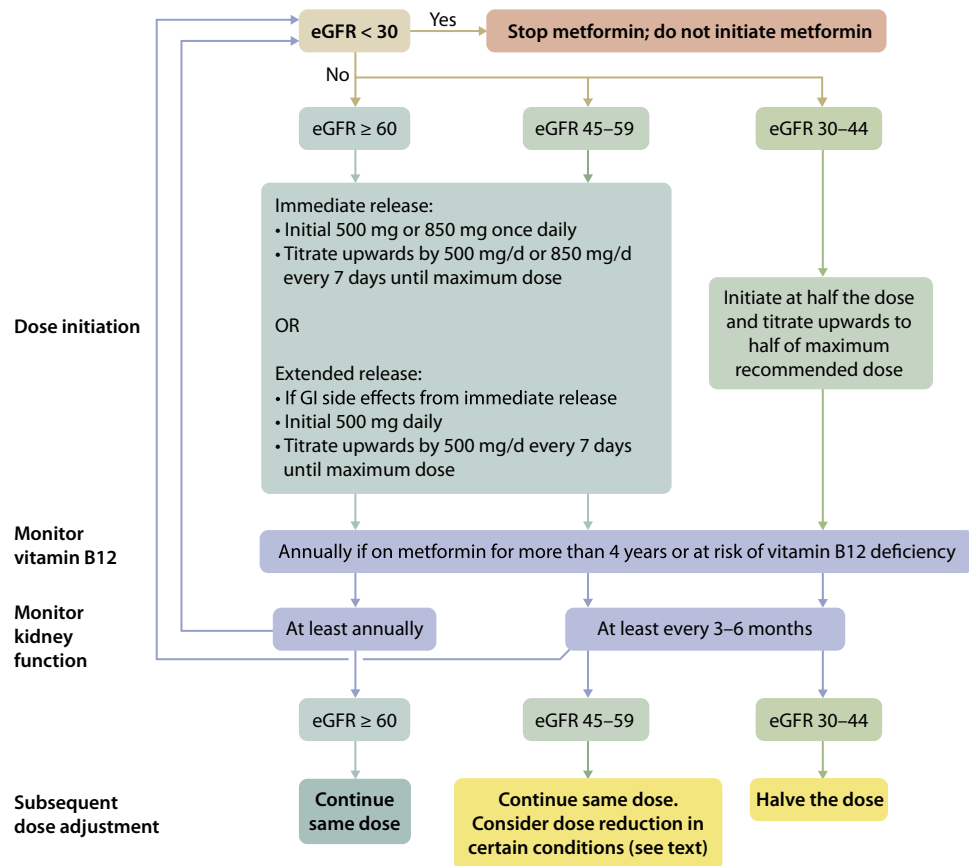 eGFR < 30
Yes
Stop metformin; do not initiate metformin
No
eGFR ≥ 60
eGFR 45–59
eGFR 30–44
Dose initiation
Immediate release:
• Initial 500 mg or 850 mg once daily
• Titrate upwards by 500 mg/d or 850 mg/d
every 7 days until maximum dose
OR
Extended release:
• If GI side effects from immediate release
• Initial 500 mg daily
• Titrate upwards by 500 mg/d every 7 days
until maximum dose
Initiate at half the dose
and titrate upwards to
half of maximum
recommended dose
Monitor
vitamin B12
Annually if on metformin for more than 4 years or at risk of vitamin B12 deficiency
Monitor
kidney
function
At least annually
At least every 3–6 months
eGFR ≥ 60
eGFR 45–59
eGFR 30–44
Subsequent
dose adjustment
Continue
same dose
Continue same dose.
Consider dose reduction in
certain conditions (see text)
Halve the dose